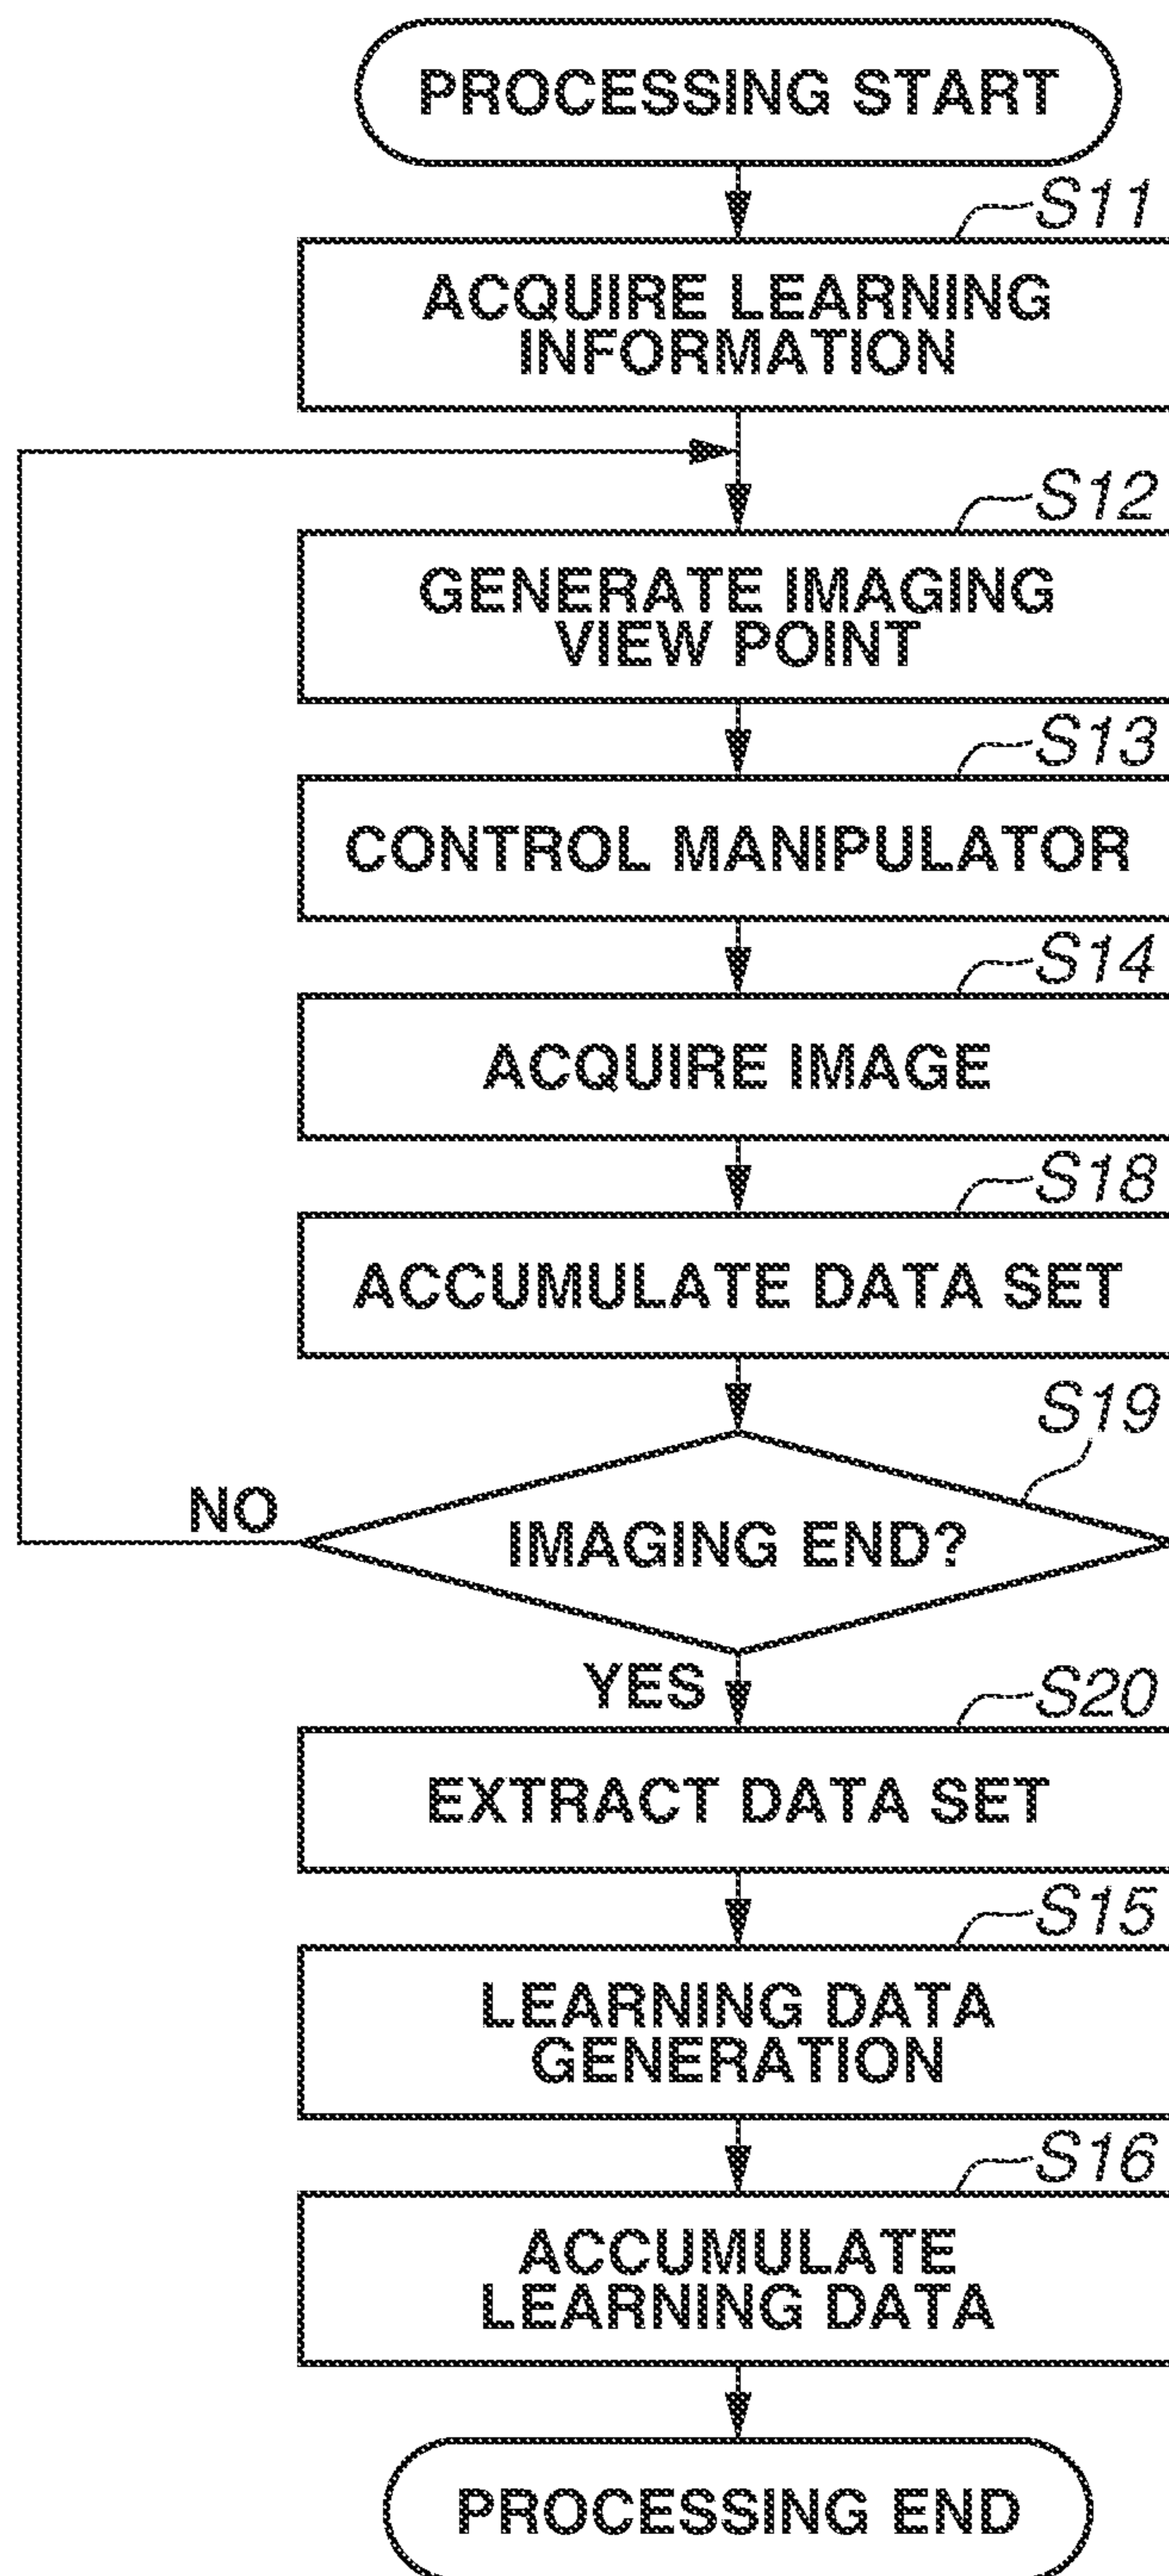 PROCESSING START
S11
ACQUIRE LEARNING
INFORMATION
S12
GENERATE IMAGING
VIEW POINT
S13
CONTROL MANIPULATOR
S14
ACQUIRE IMAGE
S18
ACCUMULATE DATA SET
S19
NO
IMAGING END?
YES
S20
EXTRACT DATA SET
S15
LEARNING DATA
GENERATION
S16
ACCUMULATE
LEARNING DATA
PROCESSING END